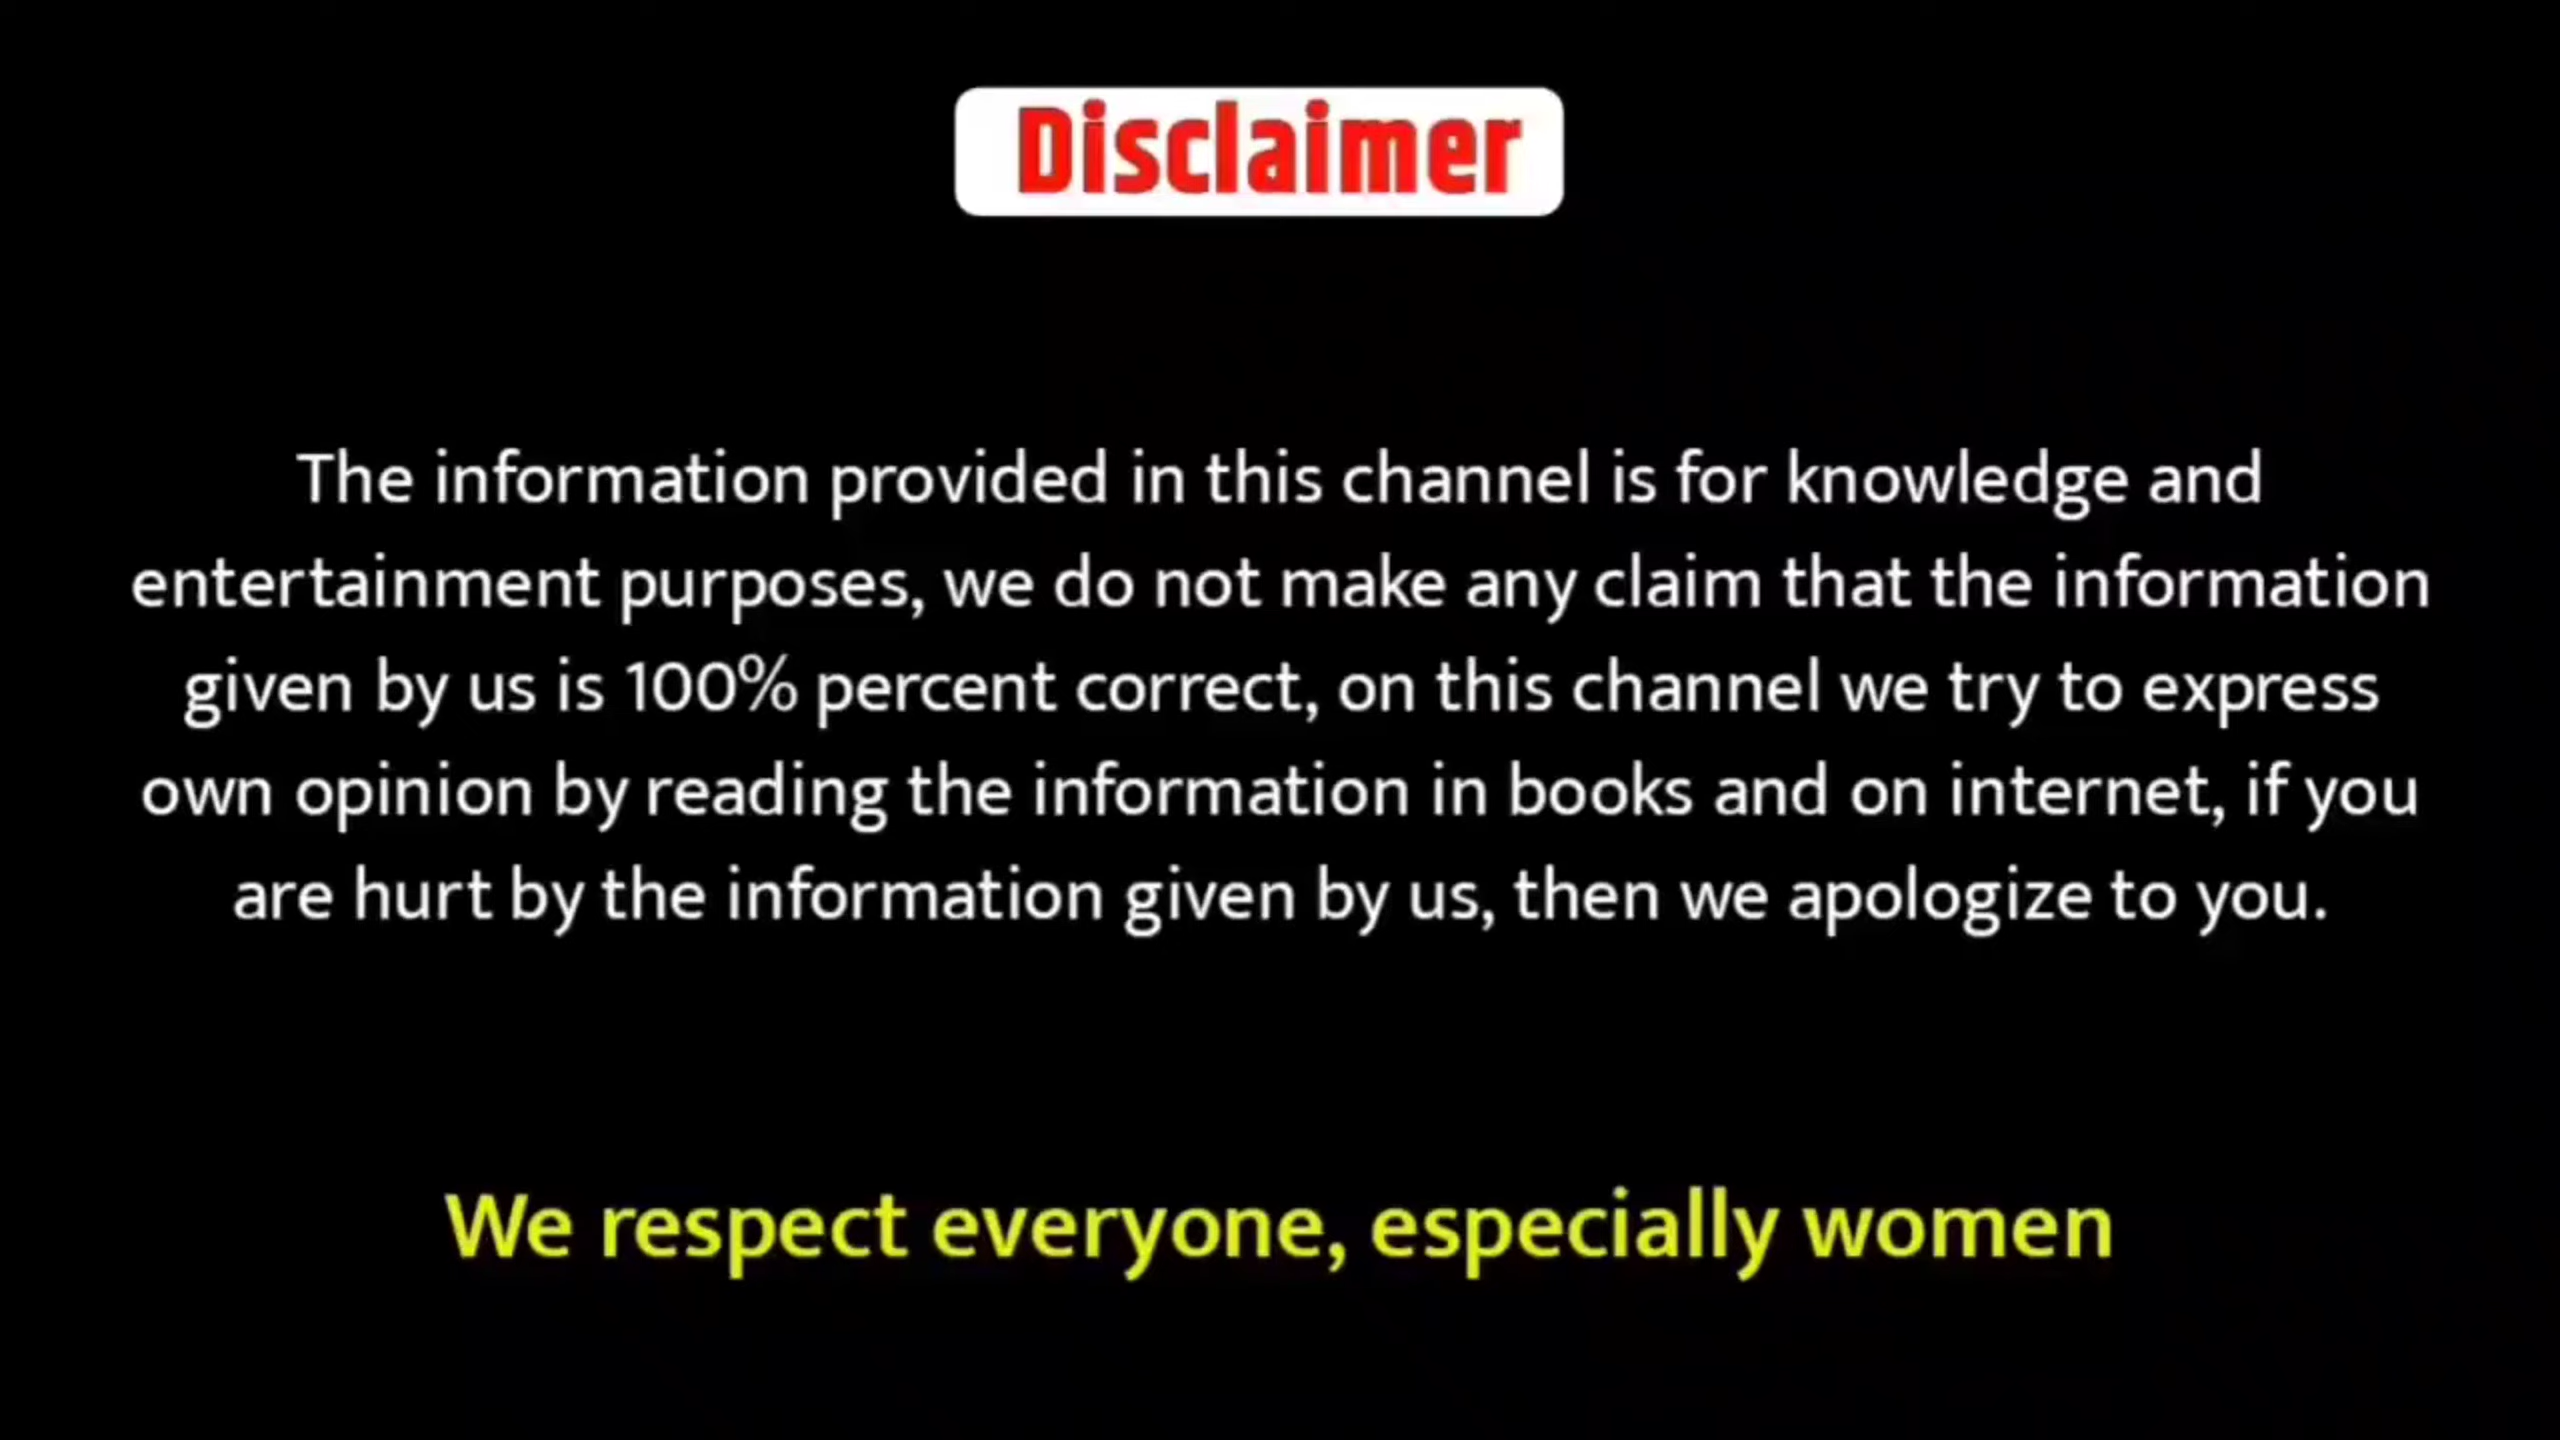 Disclaimer
The information provided in this channel is for knowledge and
entertainment purposes, we do not make any claim that the information
given by us is 100% percent correct, on this channel we try to express
own opinion by reading the information in books and on internet, if you
are hurt by the information given by us, then we apologize to you.
We respect everyone, especially women